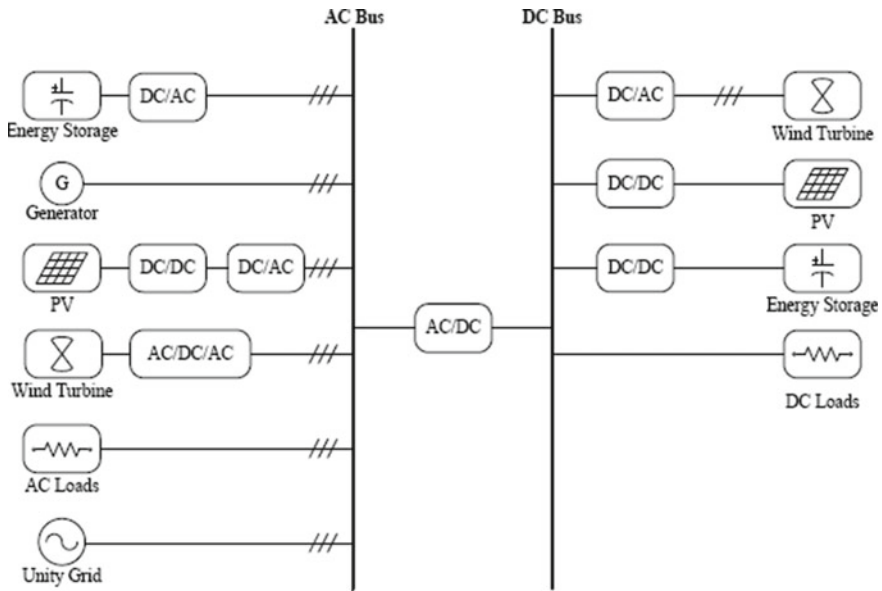 AC Bus
DC Bus
DC/AC
Energy Storage
G
Generator
DC/DC
DC/AC
PV
AC/DC/AC
Wind Turbine
AC Loads
Unity Grid
AC/DC
DC/AC
Wind Turbine
DC/DC
PV
DC/DC
Energy Storage
DC Loads